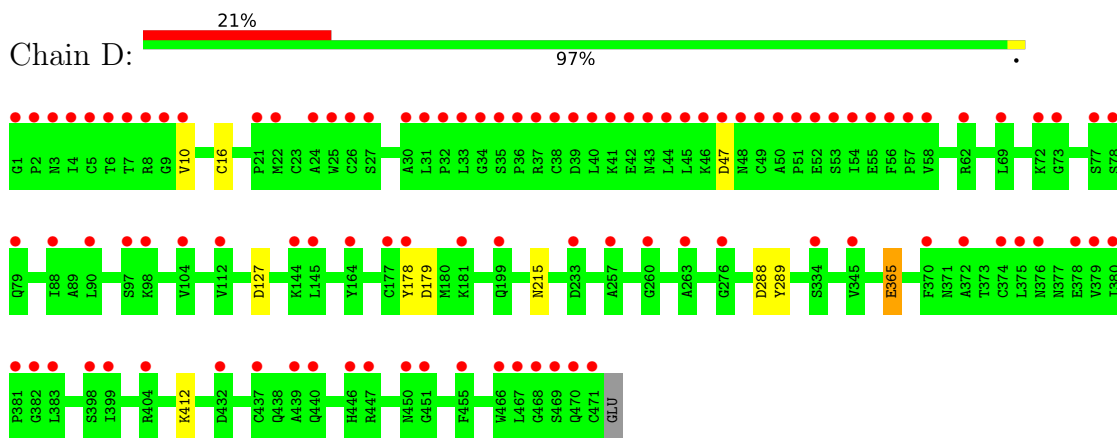 21%
Chain D:
97%
G1 P2 N3 I4 C5 T6 T7 R8 G9 V10 C16 P21 M22 C23 A24 W25 C26 S27 A30 L31 P32 L33 G34 S35 P36 R37 C38 D39 L40 K41 E42 N43 L44 L45 K46 D47 N48 C49 A50 P51 E52 S53 I54 E55 F56 P57 V58 R62 L69 K72 G73 S77 S78
Q79 I88 A89 L90 S97 K98 V104 V112 D127 K144 L145 Y164 C177 Y178 D179 M180 K181 Q199 N215 D233 A257 G260 A263 G276 D288 Y289 S334 V345 E365 F370 N371 A372 T373 C374 L375 N376 N377 E378 V379 I380
P381 G382 L383 S398 I399 R404 K412 D432 C437 Q438 A439 Q440 H446 R447 N450 G451 F455 W466 L467 G468 S469 Q470 C471 GLU